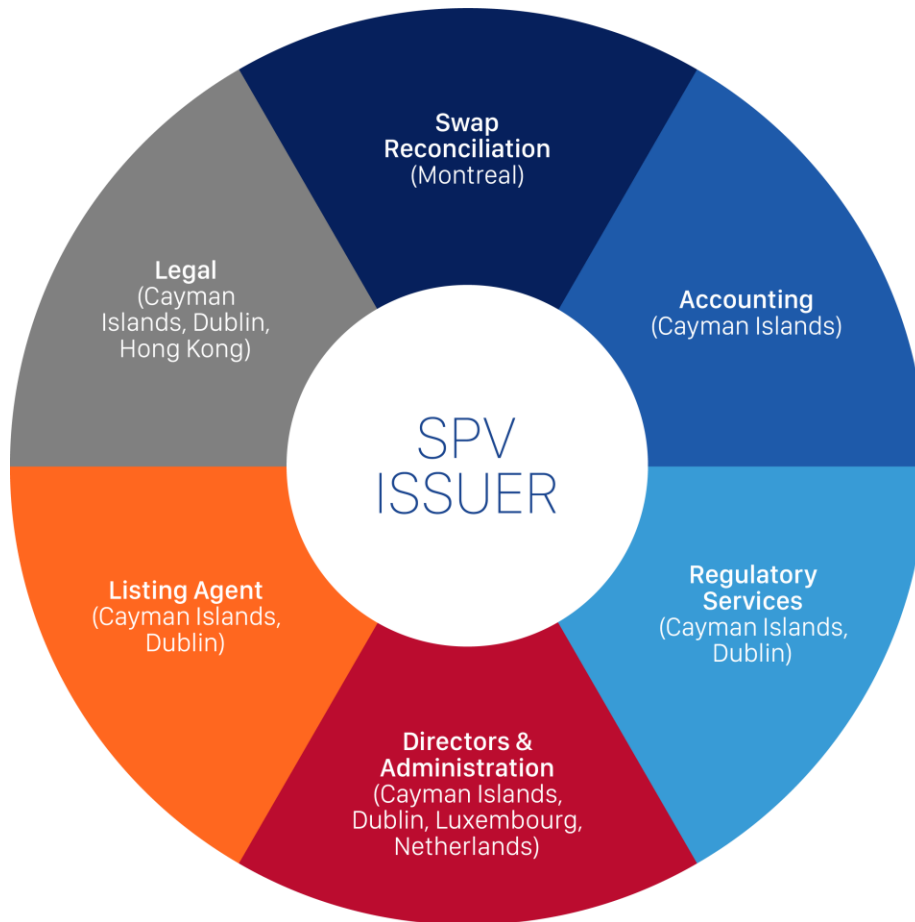 Swap
Reconciliation
(Montreal)
Accounting
(Cayman Islands)
Regulatory
Services
(Cayman Islands,
Dublin)
Directors &
Administration
(Cayman Islands,
Dublin, Luxembourg,
Netherlands)
Listing Agent
(Cayman Islands,
Dublin)
Legal
(Cayman
Islands, Dublin,
Hong Kong)
SPV
ISSUER